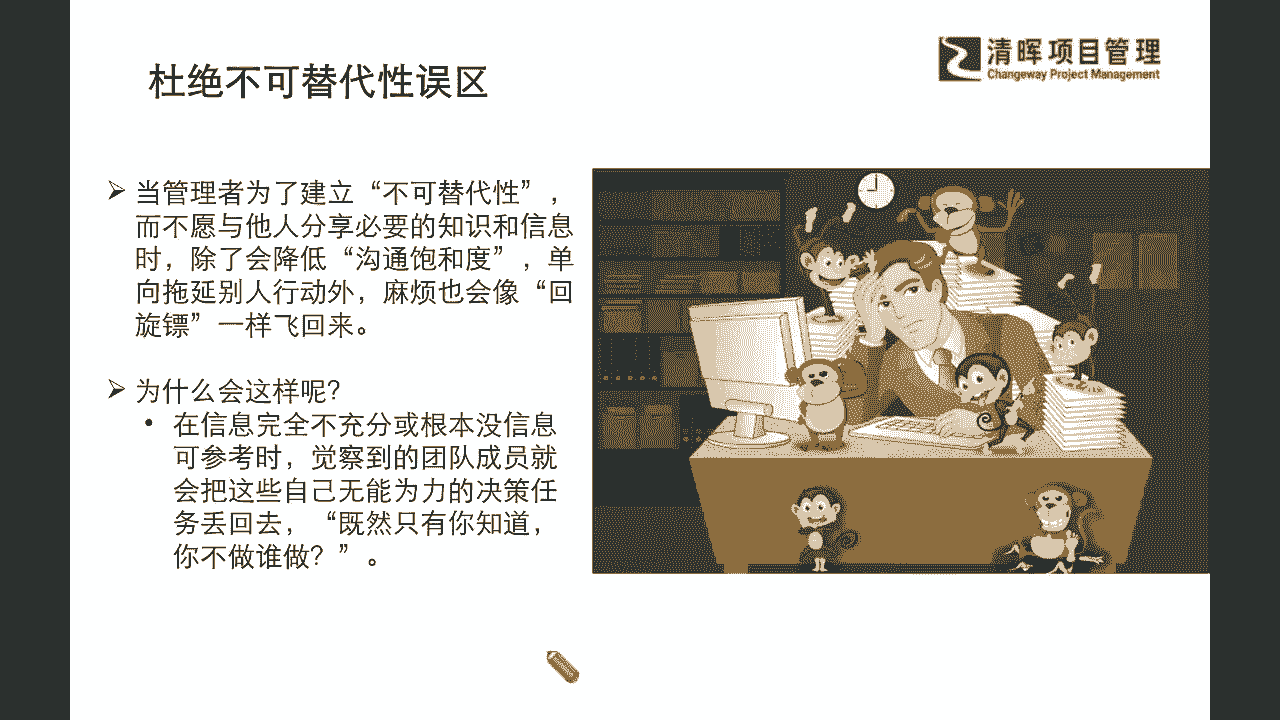 清晖项目管理
Changeway Project Management
杜绝不可替代性误区
➢ 当管理者为了建立“不可替代性”，
而不愿与他人分享必要的知识和信息
时，除了会降低“沟通饱和度”，单
向拖延别人行动外，麻烦也会像“回
旋镖”一样飞回来。
➢ 为什么会这样呢？
• 在信息完全不充分或根本没信息
可参考时，觉察到的团队成员就
会把这些自己无能为力的决策任
务丢回去，“既然只有你知道，
你不做谁做？”。